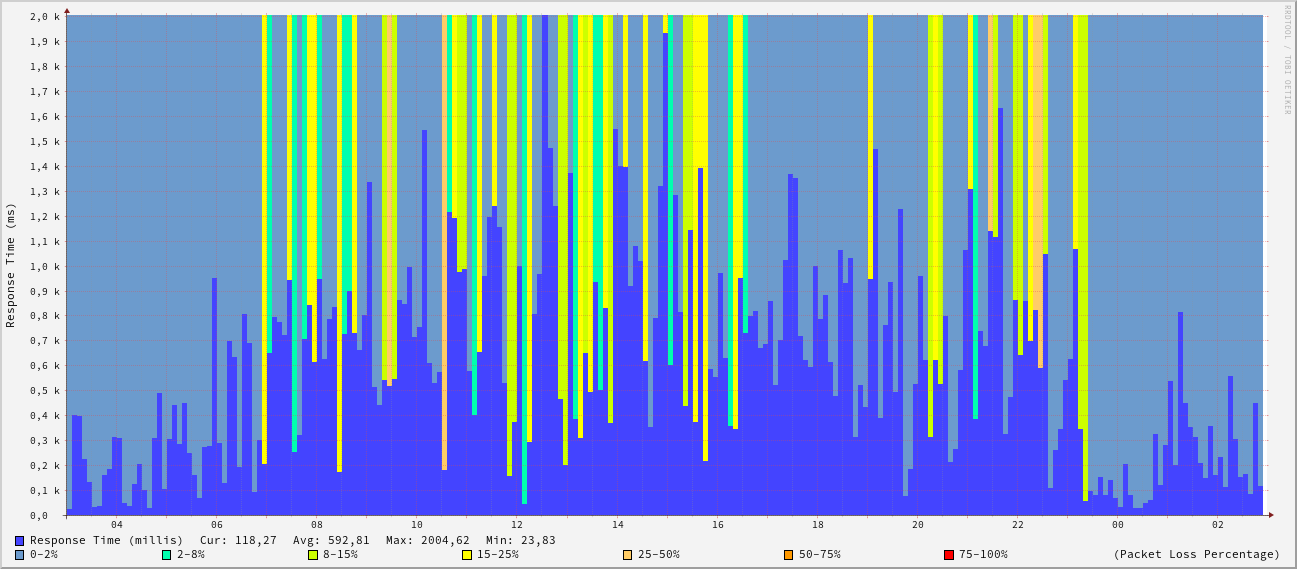 2,0 k
1,9 k
1,8 k
1,7 k
1,6 k
1,5 k
1,4 k
1,3 k
1,2 k
1,1 k
1,0 k
0,9 k
0,8 k
0,7 k
0,6 k
0,5 k
0,4 k
0,3 k
0,2 k
0,1 k
0,0
Response Time (ms)
RRDTOOL / TOBI OETIKER
04 06 08 10 12 14 16 18 20 22 00 02
Response Time (millis) Cur: 118,27 Avg: 592,81 Max: 2004,62 Min: 23,83
0-2% 2-8% 8-15% 15-25% 25-50% 50-75% 75-100% (Packet Loss Percentage)